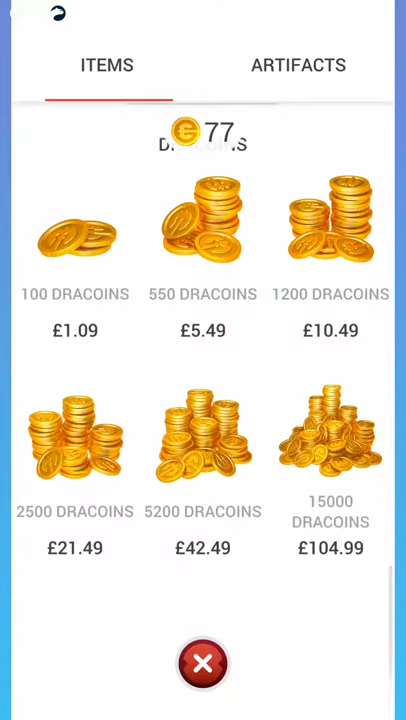 ITEMS ARTIFACTS
77
DRACOINS
100 DRACOINS 550 DRACOINS 1200 DRACOINS
£1.09 £5.49 £10.49
2500 DRACOINS 5200 DRACOINS 15000
DRACOINS
£21.49 £42.49 £104.99